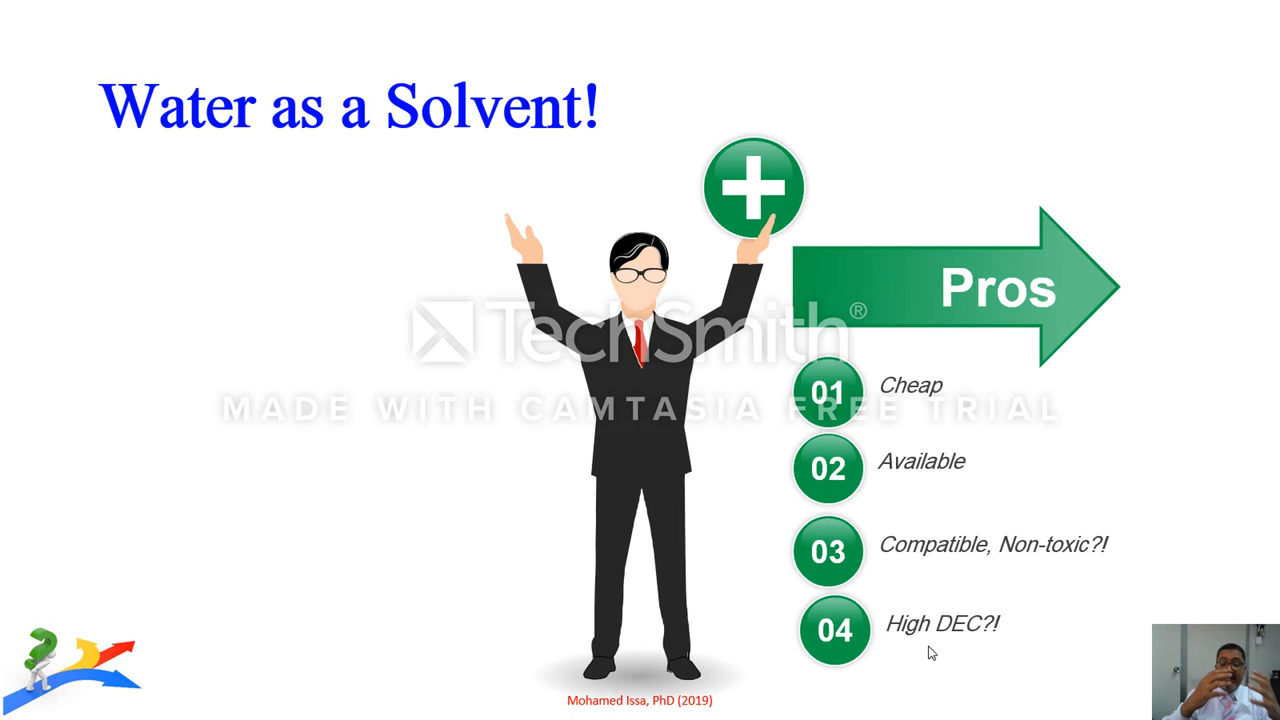 Water as a Solvent!
Pros
TechSmith®
MADE WITH CAMTASIA FREE TRIAL
01 Cheap
02 Available
03 Compatible, Non-toxic?!
04 High DEC?!
Mohamed Issa, PhD (2019)